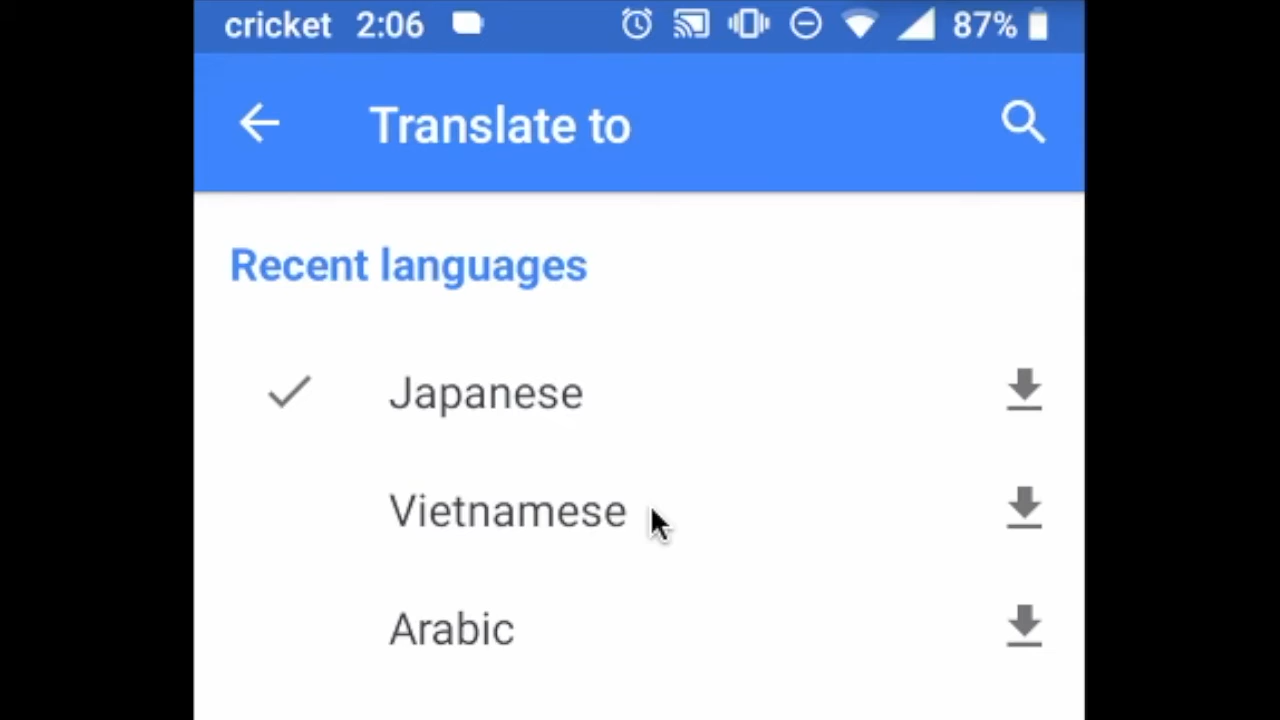 cricket 2:06 87%
Translate to
Recent languages
Japanese
Vietnamese
Arabic